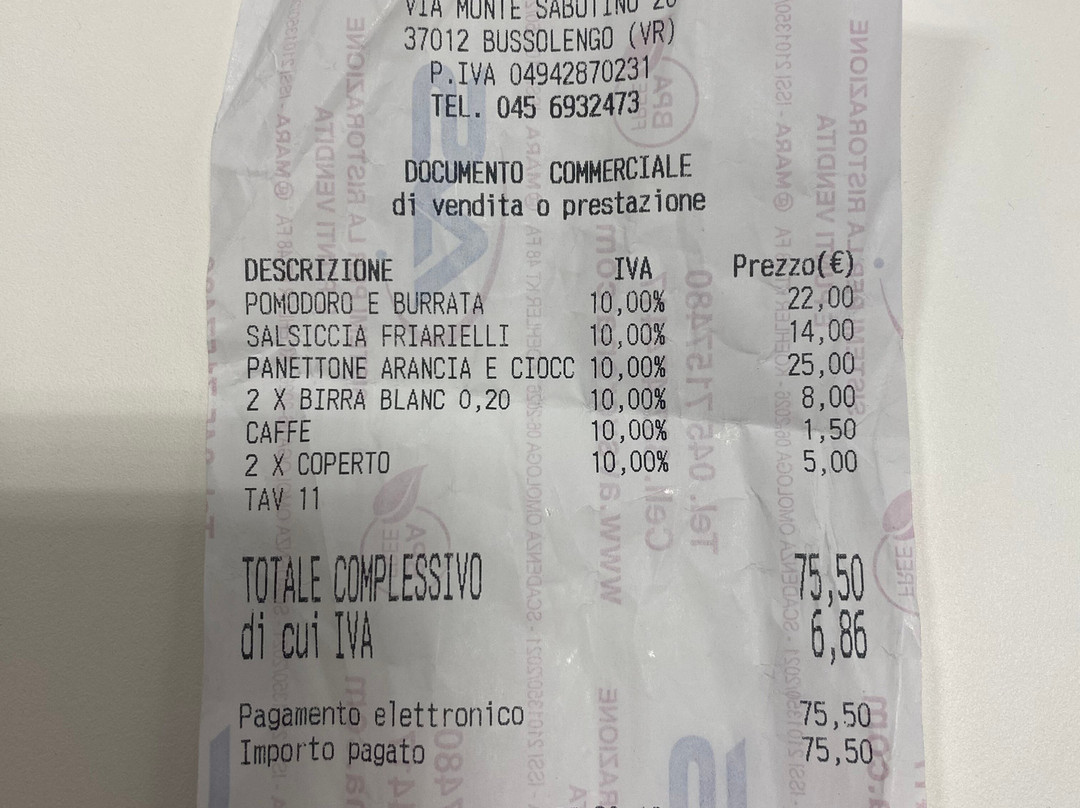 VIA MONTE SABOTINO 20
37012 BUSSOLENGO (VR)
P.IVA 04942870231
TEL. 045 6932473
DOCUMENTO COMMERCIALE
di vendita o prestazione
DESCRIZIONE IVA Prezzo(€)
POMODORO E BURRATA 10,00% 22,00
SALSICCIA FRIARIELLI 10,00% 14,00
PANETTONE ARANCIA E CIOCC 10,00% 25,00
2 X BIRRA BLANC 0,20 10,00% 8,00
CAFFE 10,00% 1,50
2 X COPERTO 10,00% 5,00
TAV 11
TOTALE COMPLESSIVO 75,50
di cui IVA 6,86
Pagamento elettronico 75,50
Importo pagato 75,50